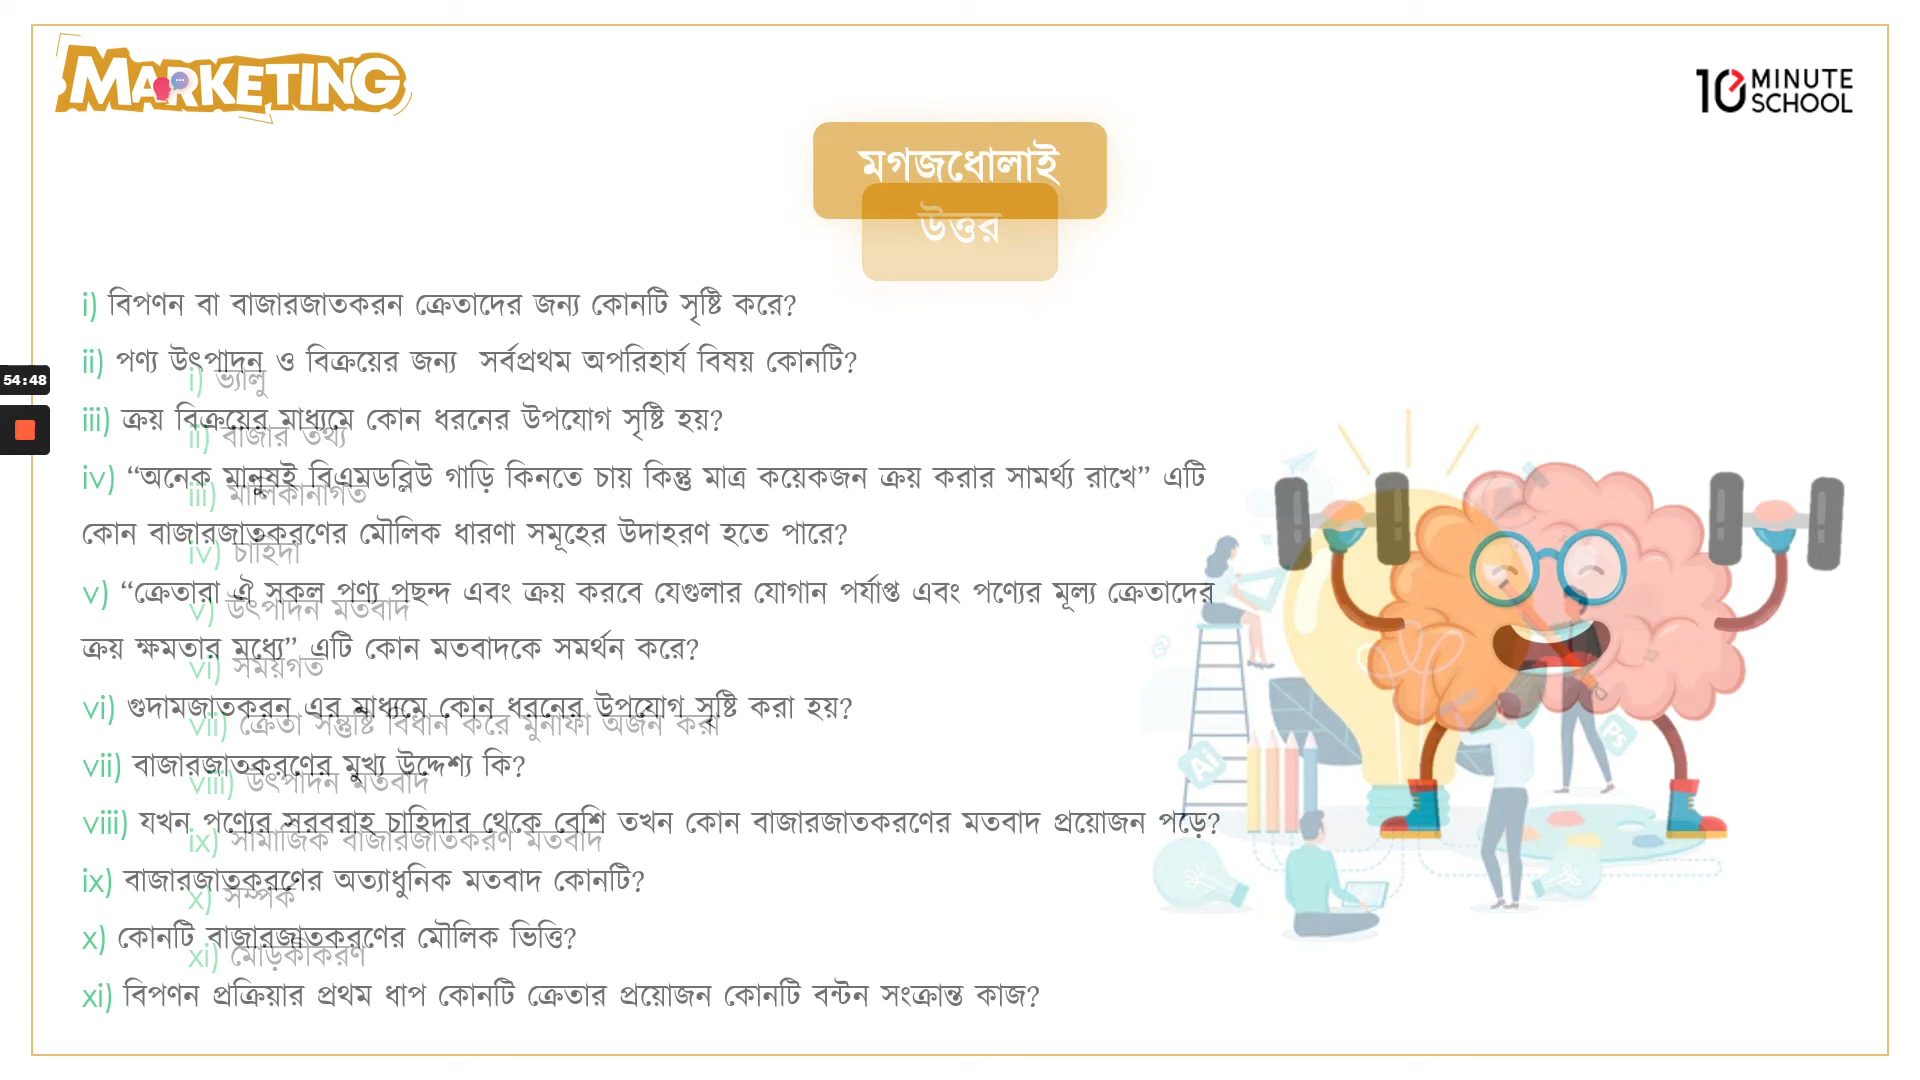 MARKETING
10 MINUTE SCHOOL
মগজধোলাই
উত্তর
i) বিপণন বা বাজারজাতকরন ক্রেতাদের জন্য কোনটি সৃষ্টি করে?
ii) পণ্য উৎপাদন ও বিক্রয়ের জন্য সর্বপ্রথম অপরিহার্য বিষয় কোনটি?
i) ভ্যালু
54:48
iii) ক্রয় বিক্রয়ের মাধ্যমে কোন ধরনের উপযোগ সৃষ্টি হয়?
ii) বাজার তথ্য
iv) “অনেক মানুষই বিএমডব্লিউ গাড়ি কিনতে চায় কিন্তু মাত্র কয়েকজন ক্রয় করার সামর্থ্য রাখে” এটি
iii) মালিকানাগত
কোন বাজারজাতকরণের মৌলিক ধারণা সমূহের উদাহরণ হতে পারে?
iv) চাহিদা
v) “ক্রেতারা ঐ সকল পণ্য পছন্দ এবং ক্রয় করবে যেগুলার যোগান পর্যাপ্ত এবং পণ্যের মূল্য ক্রেতাদের
v) উৎপাদন মতবাদ
ক্রয় ক্ষমতার মধ্যে” এটি কোন মতবাদকে সমর্থন করে?
vi) সময়গত
vi) গুদামজাতকরন এর মাধ্যমে কোন ধরনের উপযোগ সৃষ্টি করা হয়?
vii) ক্রেতা সন্তুষ্টি বিধান করে মুনাফা অর্জন করা
vii) বাজারজাতকরণের মুখ্য উদ্দেশ্য কি?
viii) উৎপাদন মতবাদ
viii) যখন পণ্যের সরবরাহ চাহিদার থেকে বেশি তখন কোন বাজারজাতকরণের মতবাদ প্রয়োজন পড়ে?
ix) সামাজিক বাজারজাতকরণ মতবাদ
ix) বাজারজাতকরণের অত্যাধুনিক মতবাদ কোনটি?
x) সম্পর্ক
x) কোনটি বাজারজাতকরণের মৌলিক ভিত্তি?
xi) মোড়কীকরণ
xi) বিপণন প্রক্রিয়ার প্রথম ধাপ কোনটি ক্রেতার প্রয়োজন কোনটি বন্টন সংক্রান্ত কাজ?
Ai
Ps